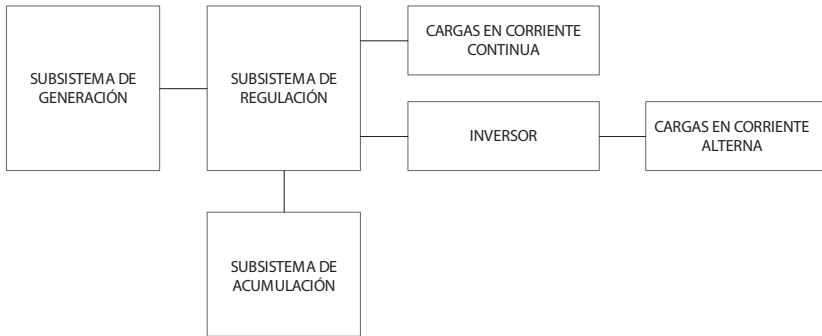 CARGAS EN CORRIENTE
CONTINUA
SUBSISTEMA DE
GENERACIÓN
SUBSISTEMA DE
REGULACIÓN
INVERSOR
CARGAS EN CORRIENTE
ALTERNA
SUBSISTEMA DE
ACUMULACIÓN